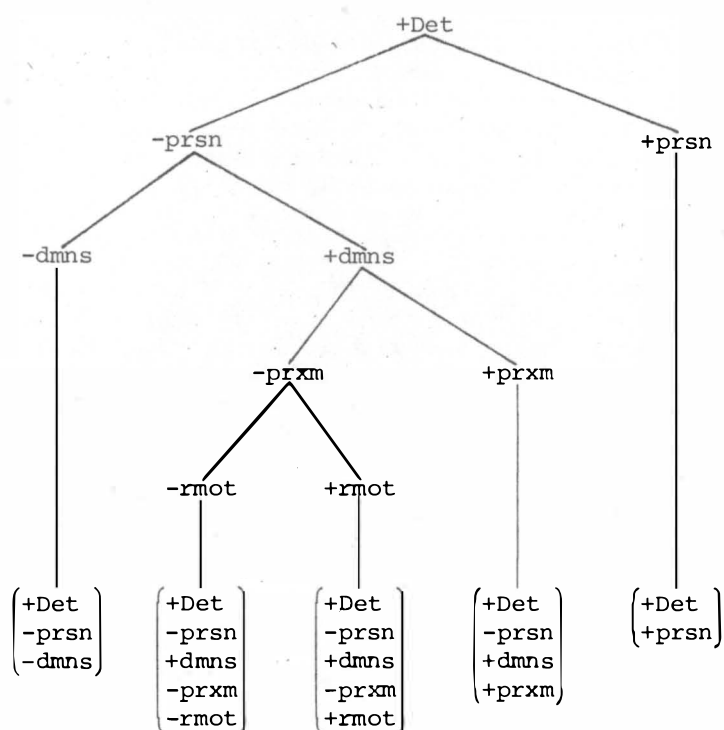 +Det
-prsn +prsn
-dmns +dmns
-prxm +prxm
-rmot +rmot
+Det +Det +Det +Det +Det
-prsn -prsn -prsn -prsn +prsn
-dmns +dmns +dmns +dmns
-prxm -prxm +prxm
-rmot +rmot